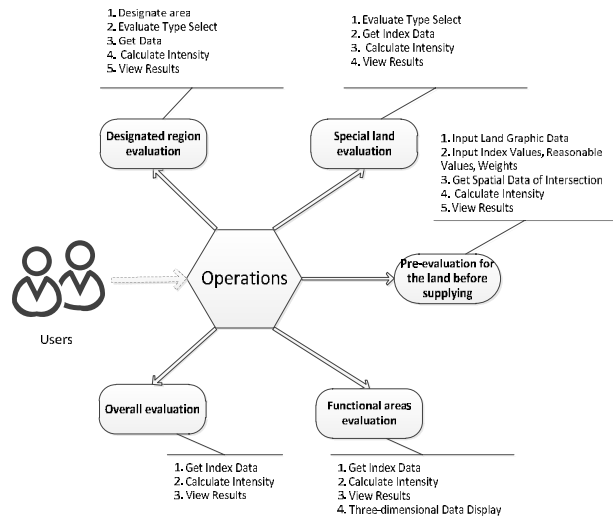 1. Designate area
2. Evaluate Type Select
3. Get Data
4. Calculate Intensity
5. View Results
1. Evaluate Type Select
2. Get Index Data
3. Calculate Intensity
4. View Results
Designated region
evaluation
Special land
evaluation
1. Input Land Graphic Data
2. Input Index Values, Reasonable
Values, Weights
3. Get Spatial Data of Intersection
4. Calculate Intensity
5. View Results
Operations
Pre-evaluation for
the land before
supplying
Users
Overall evaluation
Functional areas
evaluation
1. Get Index Data
2. Calculate Intensity
3. View Results
1. Get Index Data
2. Calculate Intensity
3. View Results
4. Three-dimensional Data Display